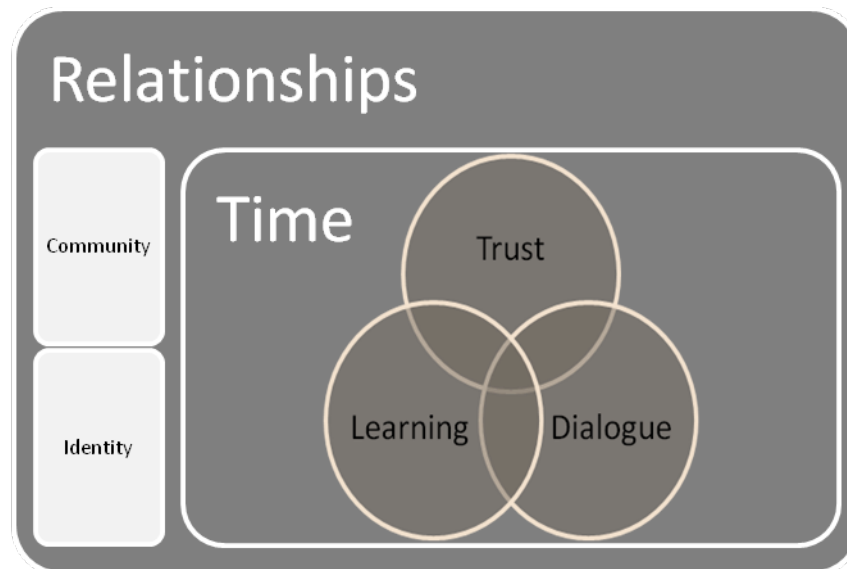 Relationships
Community
Identity
Time
Trust
Learning
Dialogue